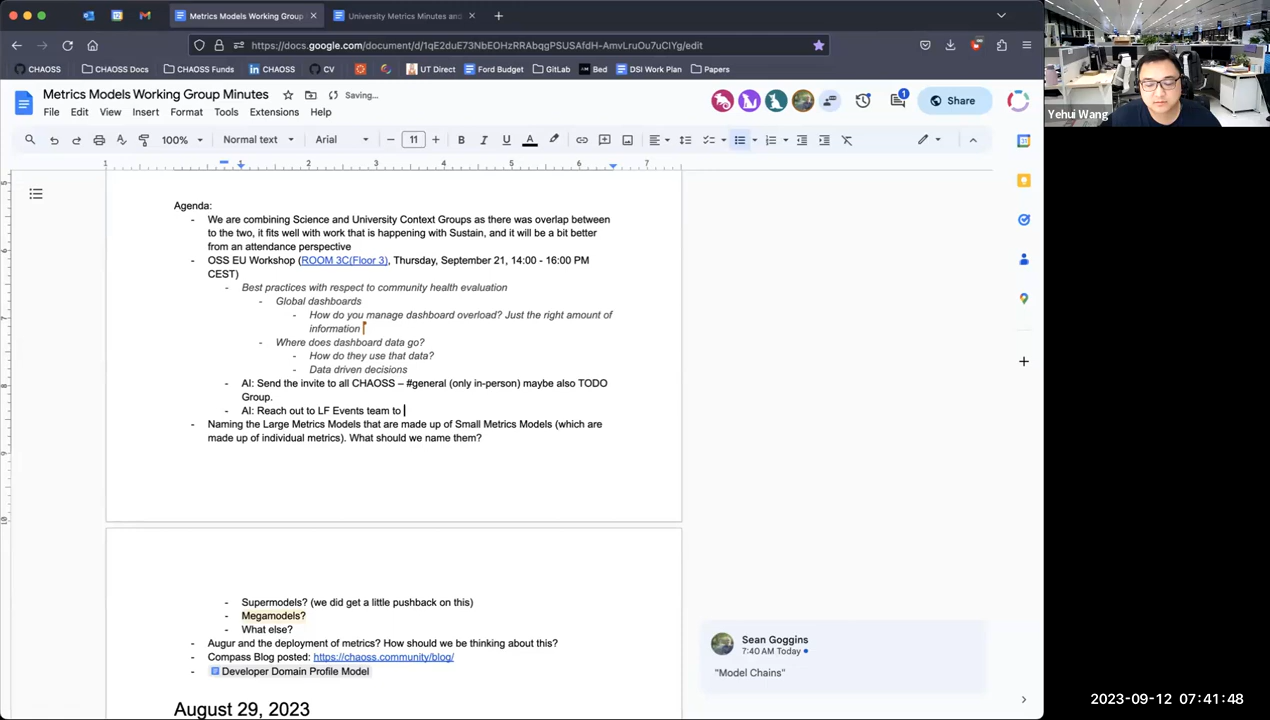 Metrics Models Working Group
University Metrics Minutes and
https://docs.google.com/document/d/1qE2duE73NbEOHzRRAbqgPSUSAfdH-AmvLruOu7uCIYg/edit
CHAOSS
CHAOSS Docs
CHAOSS Funds
CHAOSS
CV
UT Direct
Ford Budget
GitLab
Bed
DSI Work Plan
Papers
Metrics Models Working Group Minutes
Saving...
File Edit View Insert Format Tools Extensions Help
1
Share
100%
Normal text
Arial
11
1 1 2 3 4 5 6 7
Agenda:
- We are combining Science and University Context Groups as there was overlap between
to the two, it fits well with work that is happening with Sustain, and it will be a bit better
from an attendance perspective
- OSS EU Workshop (ROOM 3C(Floor 3), Thursday, September 21, 14:00 - 16:00 PM
CEST)
- Best practices with respect to community health evaluation
- Global dashboards
- How do you manage dashboard overload? Just the right amount of
information
- Where does dashboard data go?
- How do they use that data?
- Data driven decisions
- AI: Send the invite to all CHAOSS – #general (only in-person) maybe also TODO
Group.
- AI: Reach out to LF Events team to
- Naming the Large Metrics Models that are made up of Small Metrics Models (which are
made up of individual metrics). What should we name them?
- Supermodels? (we did get a little pushback on this)
- Megamodels?
- What else?
- Augur and the deployment of metrics? How should we be thinking about this?
- Compass Blog posted: https://chaoss.community/blog/
- Developer Domain Profile Model
August 29, 2023
Sean Goggins
7:40 AM Today
"Model Chains"
Yehui Wang
2023-09-12 07:41:48